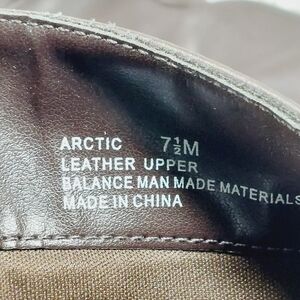 ARCTIC 7½M
LEATHER UPPER
BALANCE MAN MADE MATERIALS
MADE IN CHINA